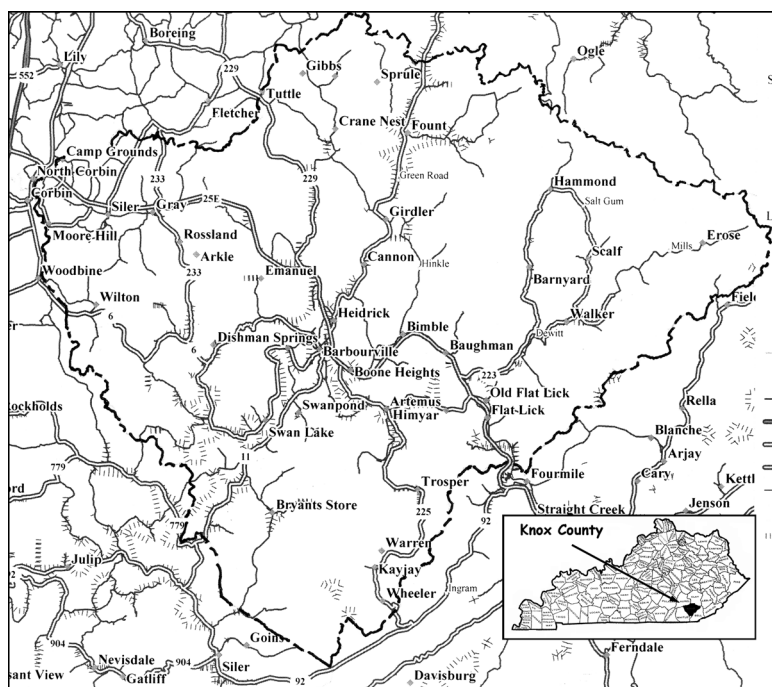 Boreing
Ogle
Lily
Gibbs
Sprule
229
552
Tuttle
Fletcher
Crane Nest
Fount
Camp Grounds
North Corbin
Green Road
Hammond
233
229
Corbin
25E
Salt Gum
Siler
Gray
Girdler
Moore Hill
Rossland
Erose
Scalf
Mills
Arkle
Cannon
Hinkle
Woodbine
233
Emanuel
Barnyard
Wilton
Field
6
Heidrick
Walker
Bimble
Dewitt
6
Dishman Springs
Barbourville
Baughman
Boone Heights
223
Rella
Old Flat Lick
Artemus
Flat Lick
Swanpond
Himyar
Swan Lake
Blanche
11
Arjay
779
Trosper
Fourmile
Cary
Kettl
Bryants Store
225
92
Straight Creek
Jenson
779
Knox County
Warren
Julip
Kayjay
Ingram
Wheeler
Goins
904
Ferndale
Nevisdale
904
Siler
sant View
Gatliff
92
Davisburg